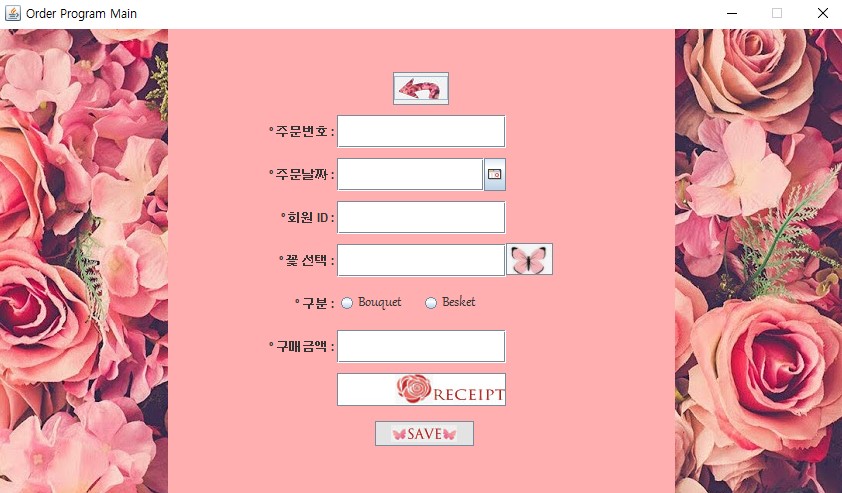 Order Program Main
° 주문번호 :
° 주문날짜 :
° 회원 ID :
° 꽃 선택 :
° 구분 : Bouquet Besket
° 구매금액 :
RECEIPT
SAVE